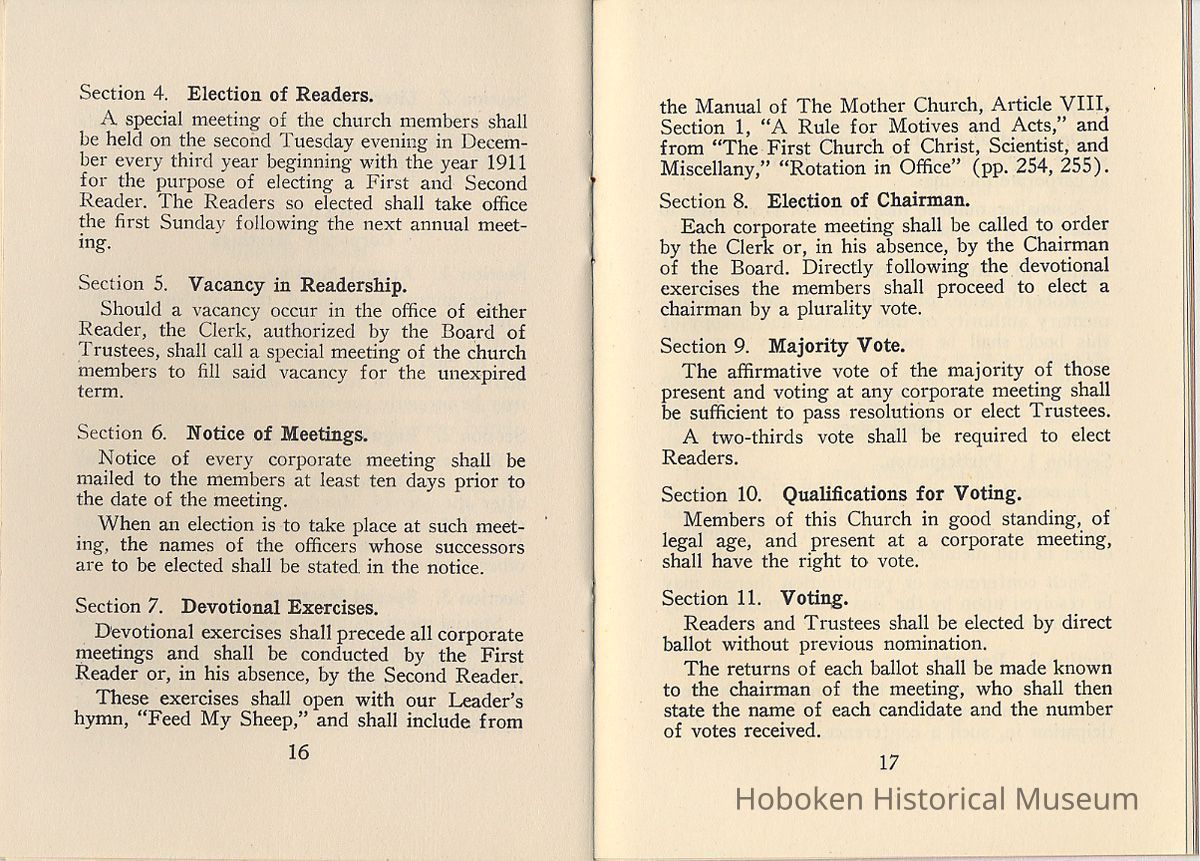 Section 4. Election of Readers.
A special meeting of the church members shall
be held on the second Tuesday evening in Decem-
ber every third year beginning with the year 1911
for the purpose of electing a First and Second
Reader. The Readers so elected shall take office
the first Sunday following the next annual meet-
ing.
Section 5. Vacancy in Readership.
Should a vacancy occur in the office of either
Reader, the Clerk, authorized by the Board of
Trustees, shall call a special meeting of the church
members to fill said vacancy for the unexpired
term.
Section 6. Notice of Meetings.
Notice of every corporate meeting shall be
mailed to the members at least ten days prior to
the date of the meeting.
When an election is to take place at such meet-
ing, the names of the officers whose successors
are to be elected shall be stated in the notice.
Section 7. Devotional Exercises.
Devotional exercises shall precede all corporate
meetings and shall be conducted by the First
Reader or, in his absence, by the Second Reader.
These exercises shall open with our Leader's
hymn, "Feed My Sheep," and shall include from
16
the Manual of The Mother Church, Article VIII,
Section 1, "A Rule for Motives and Acts," and
from "The First Church of Christ, Scientist, and
Miscellany," "Rotation in Office" (pp. 254, 255).
Section 8. Election of Chairman.
Each corporate meeting shall be called to order
by the Clerk or, in his absence, by the Chairman
of the Board. Directly following the devotional
exercises the members shall proceed to elect a
chairman by a plurality vote.
Section 9. Majority Vote.
The affirmative vote of the majority of those
present and voting at any corporate meeting shall
be sufficient to pass resolutions or elect Trustees.
A two-thirds vote shall be required to elect
Readers.
Section 10. Qualifications for Voting.
Members of this Church in good standing, of
legal age, and present at a corporate meeting,
shall have the right to vote.
Section 11. Voting.
Readers and Trustees shall be elected by direct
ballot without previous nomination.
The returns of each ballot shall be made known
to the chairman of the meeting, who shall then
state the name of each candidate and the number
of votes received.
17
Hoboken Historical Museum